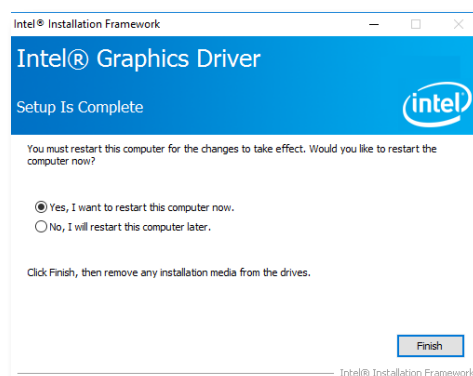 Intel® Installation Framework
Intel® Graphics Driver
Setup Is Complete
intel
You must restart this computer for the changes to take effect. Would you like to restart the
computer now?
Yes, I want to restart this computer now.
No, I will restart this computer later.
Click Finish, then remove any installation media from the drives.
Finish
Intel® Installation Framework